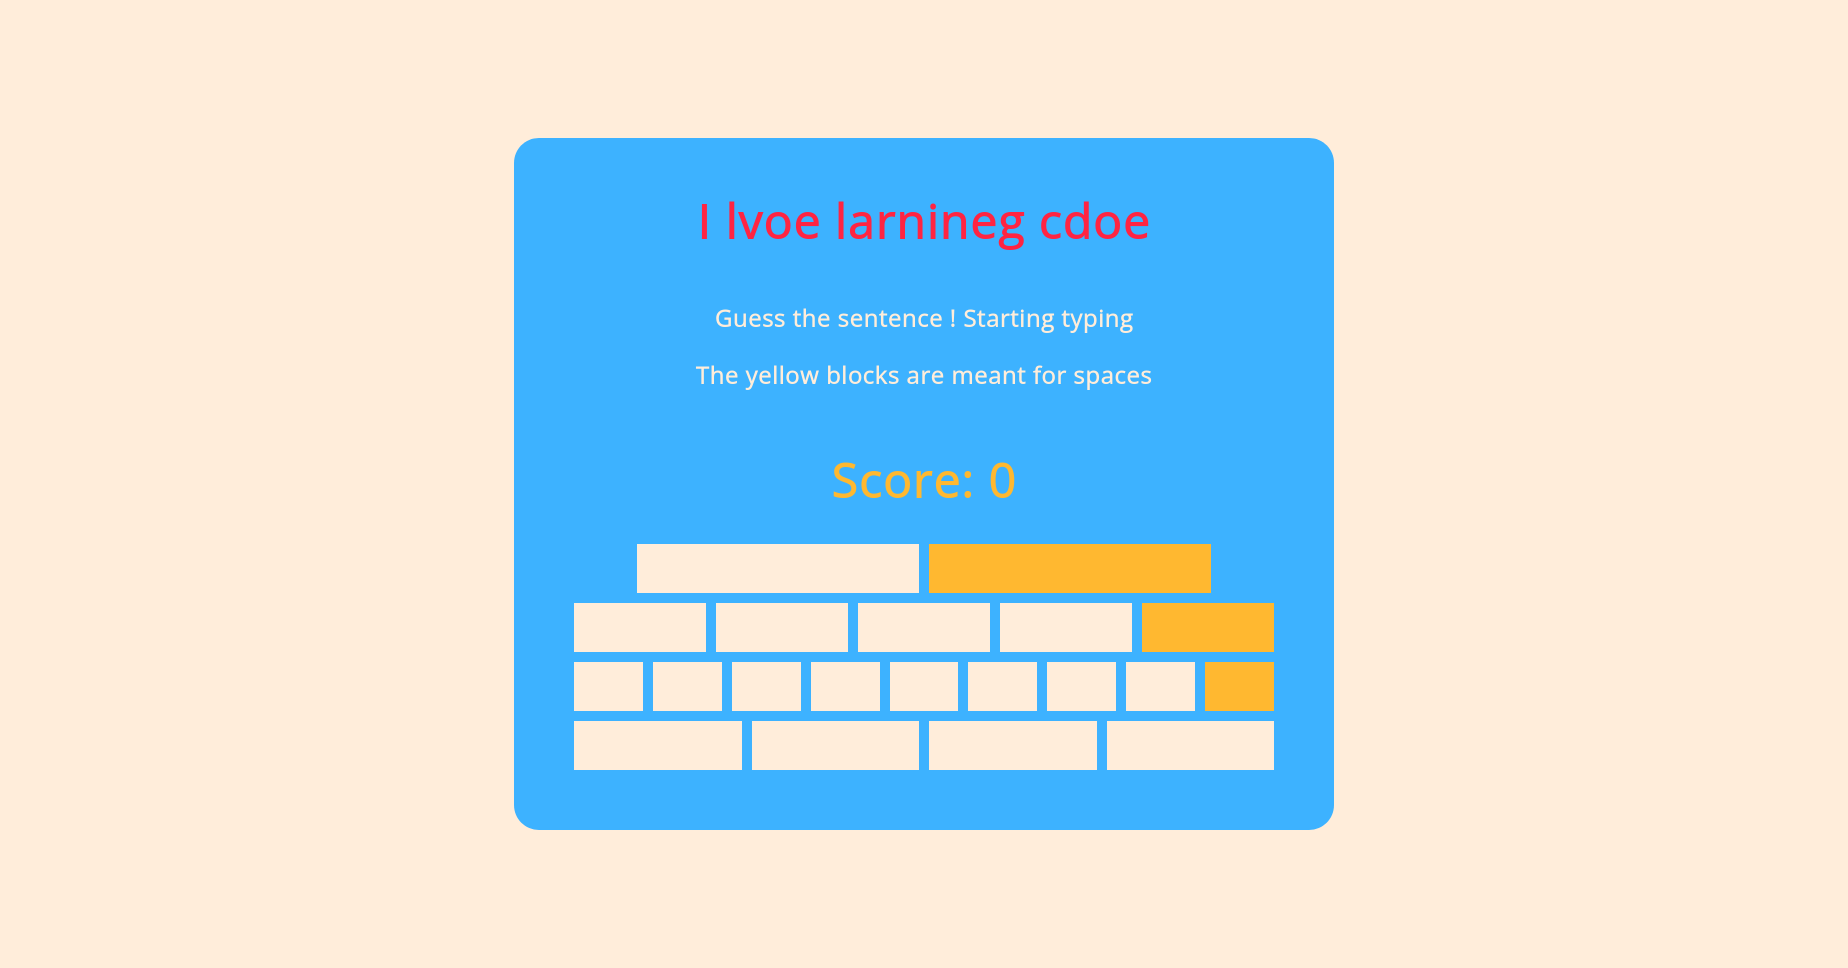 I lvoe larnineg cdoe
Guess the sentence ! Starting typing
The yellow blocks are meant for spaces
Score: 0